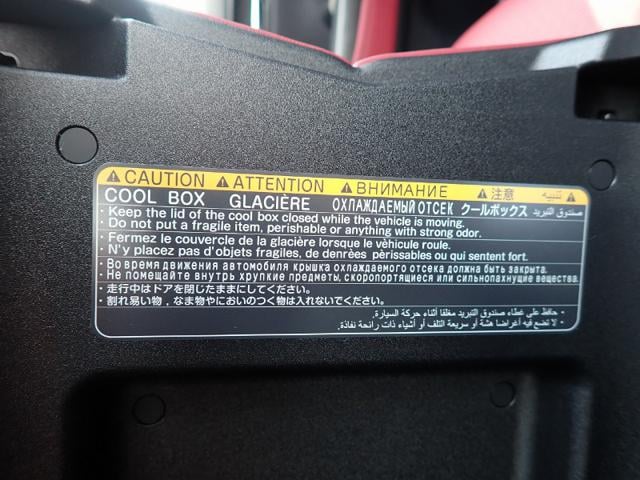 ⚠CAUTION ⚠ATTENTION ⚠ВНИМАНИЕ ⚠注意 ⚠تنبيه
COOL BOX GLACIÈRE ОХЛАЖДАЕМЫЙ ОТСЕК クールボックス صندوق التبريد
・Keep the lid of the cool box closed while the vehicle is moving.
・Do not put a fragile item, perishable or anything with strong odor.
・Fermez le couvercle de la glacière lorsque le vèhicule roule.
・N'y placez pas d'objets fragiles, de denrées pèrissables ou qui sentent fort.
・Во время движения автомобиля крышка охлаждаемого отсека должна быть закрыта.
・Не помещайте внутрь хрупкие предметы, скоропортящиеся или сильнопахнущие вещества.
・走行中はドアを閉じたままにしてください。
・割れ易い物、なま物やにおいのつく物は入れないでください。
・حافظ على غطاء صندوق التبريد مغلقا أثناء حركة السيارة.
・لا تضع فيه أغراضا هشة أو سريعة التلف أو أشياء ذات رائحة نفاذة.